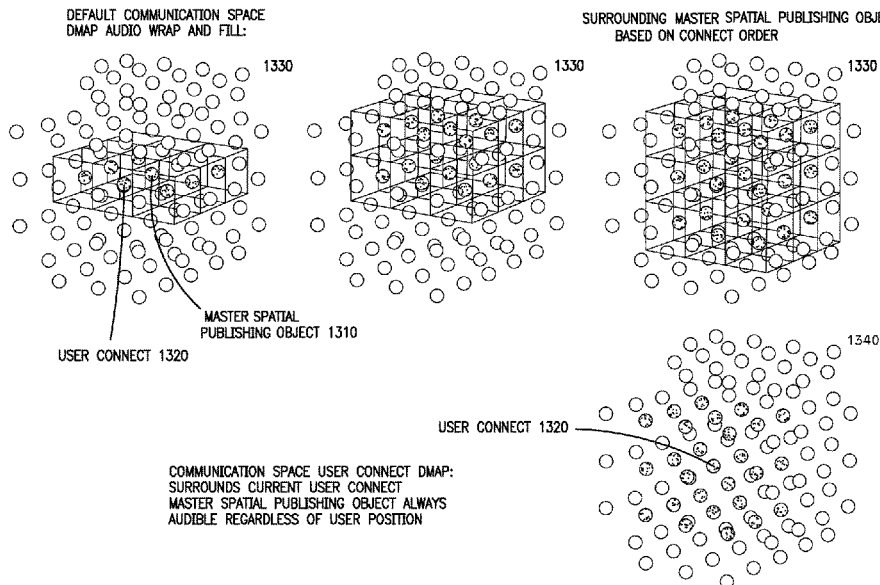 DEFAULT COMMUNICATION SPACE
DMAP AUDIO WRAP AND FILL:
SURROUNDING MASTER SPATIAL PUBLISHING OBJE
BASED ON CONNECT ORDER
1330
1330
1330
MASTER SPATIAL
PUBLISHING OBJECT 1310
USER CONNECT 1320
1340
USER CONNECT 1320
COMMUNICATION SPACE USER CONNECT DMAP:
SURROUNDS CURRENT USER CONNECT
MASTER SPATIAL PUBLISHING OBJECT ALWAYS
AUDIBLE REGARDLESS OF USER POSITION